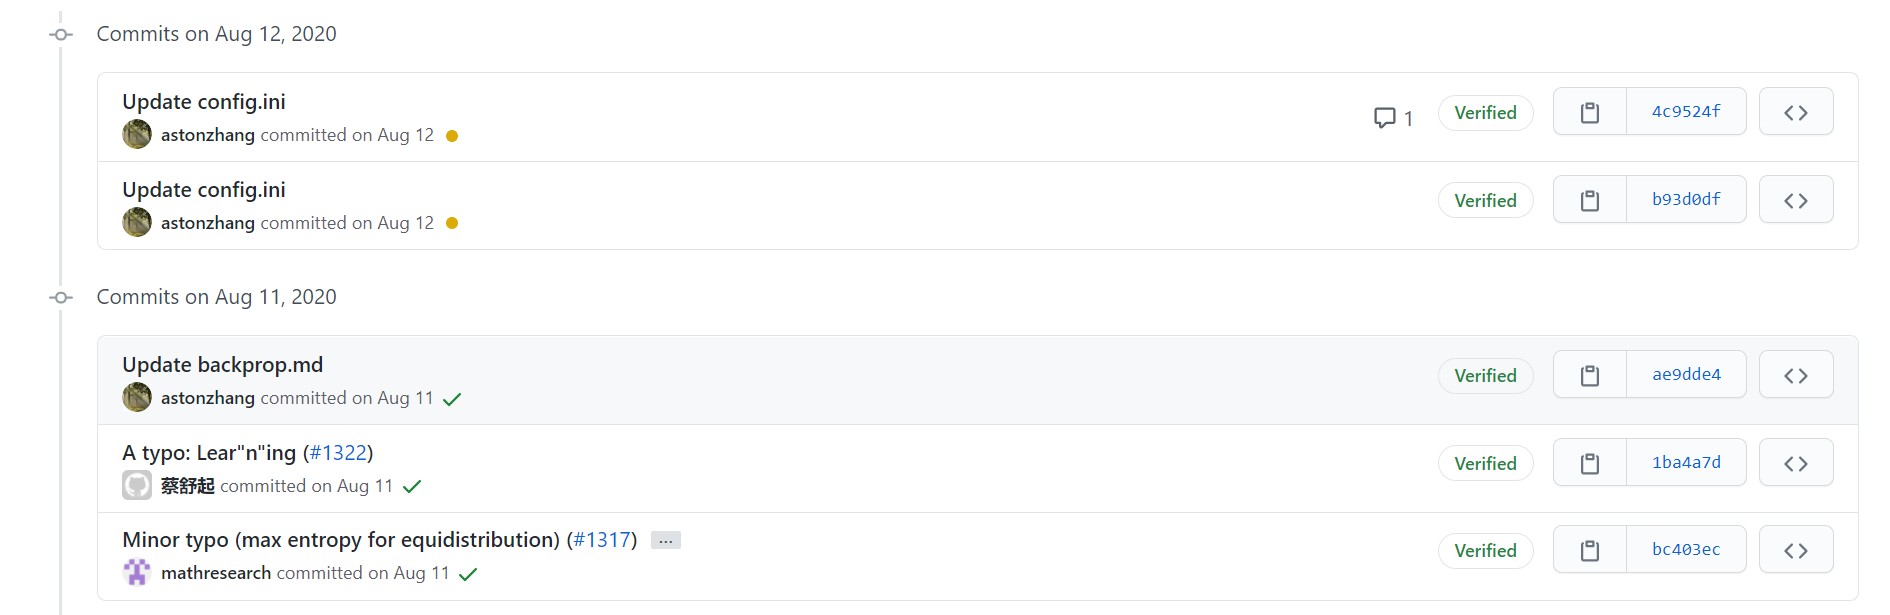 Commits on Aug 12, 2020
Update config.ini
astonzhang committed on Aug 12
1
Verified
4c9524f
Update config.ini
astonzhang committed on Aug 12
Verified
b93d0df
Commits on Aug 11, 2020
Update backprop.md
astonzhang committed on Aug 11
Verified
ae9dde4
A typo: Lear"n"ing (#1322)
蔡舒起 committed on Aug 11
Verified
1ba4a7d
Minor typo (max entropy for equidistribution) (#1317) ...
mathresearch committed on Aug 11
Verified
bc403ec